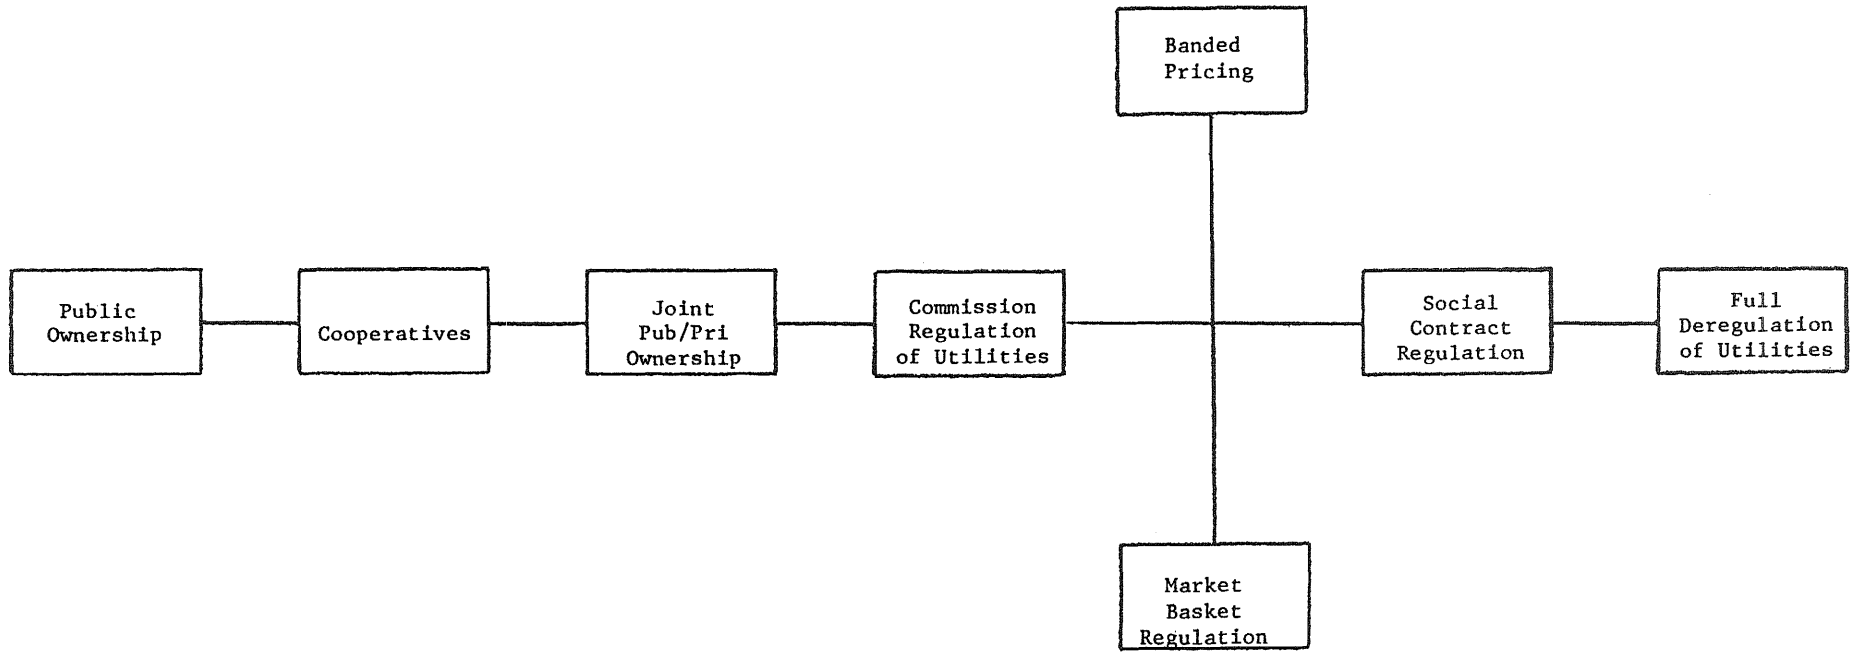 Banded
Pricing
Public
Ownership
Cooperatives
Joint
Pub/Pri
Ownership
Commission
Regulation
of Utilities
Social
Contract
Regulation
Full
Deregulation
of Utilities
Market
Basket
Regulation